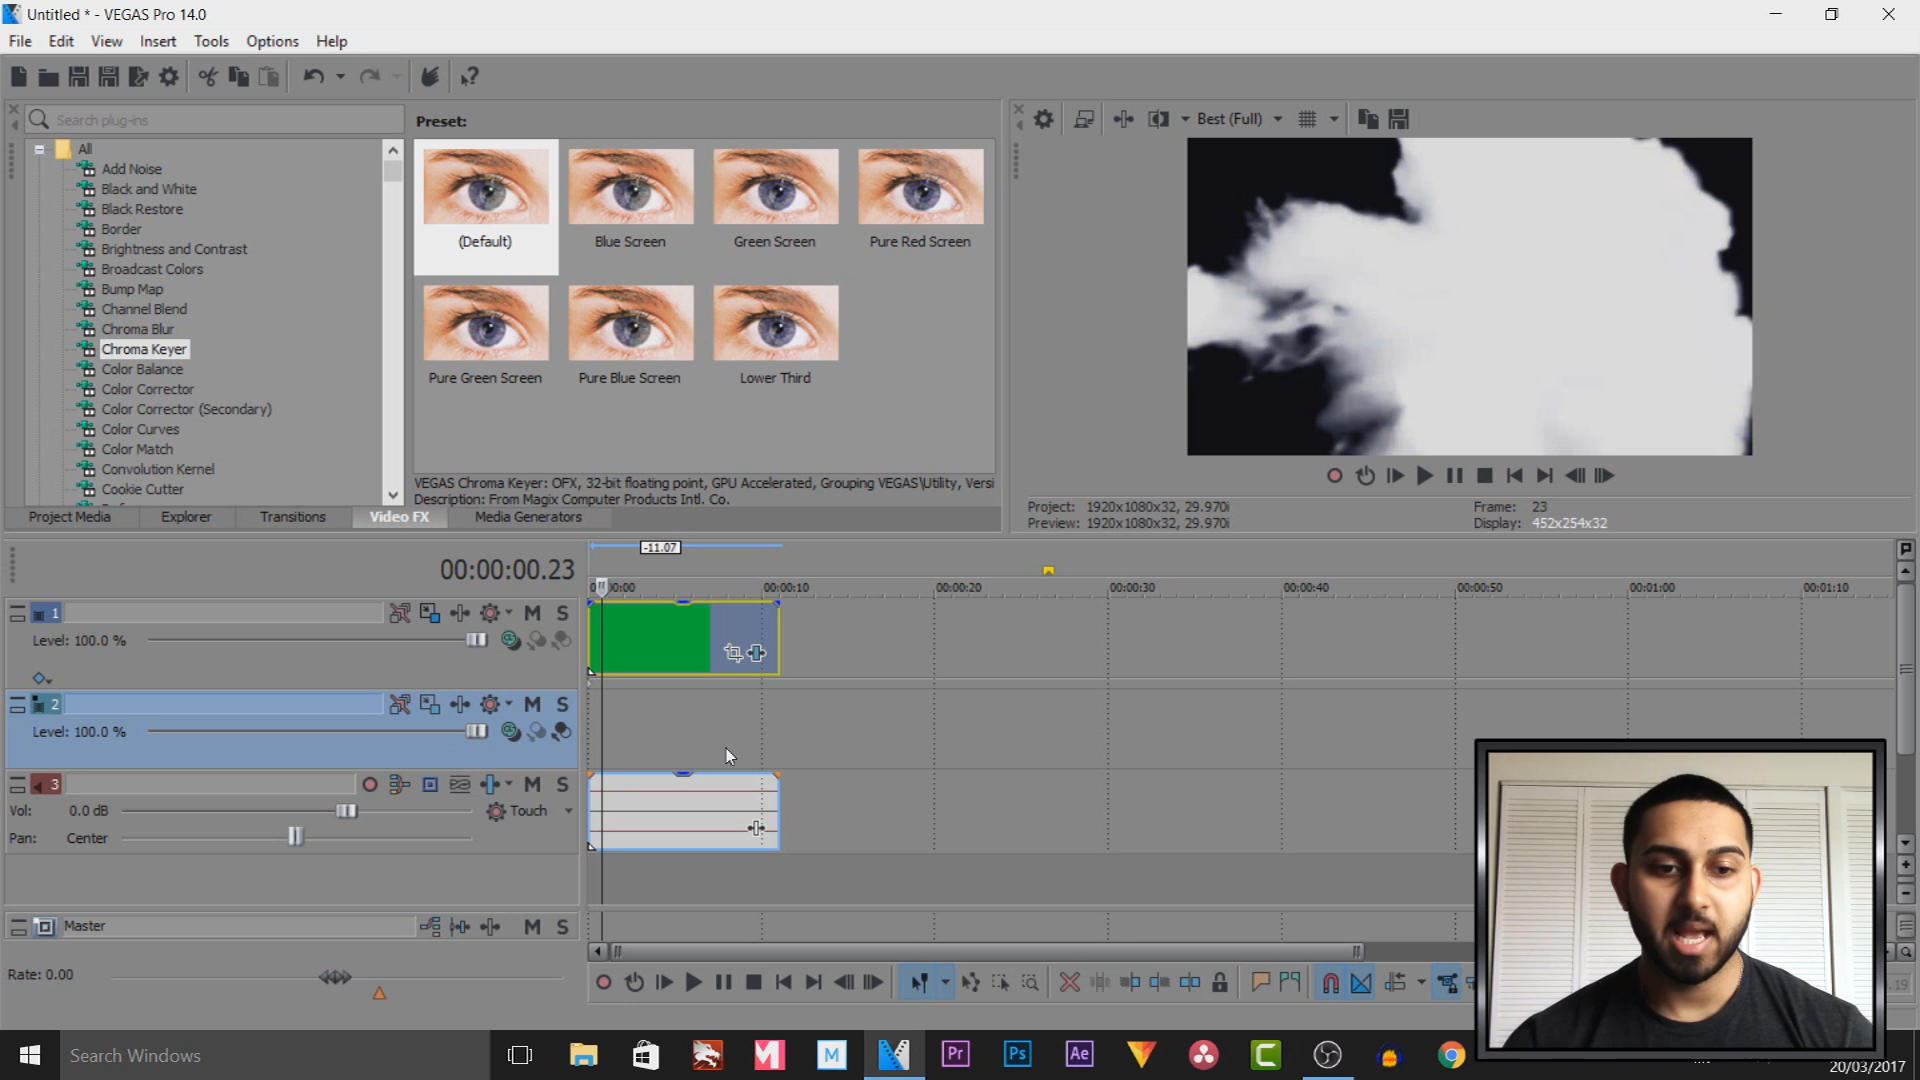 Untitled * - VEGAS Pro 14.0
File Edit View Insert Tools Options Help
Search plug-ins
All
Add Noise
Black and White
Black Restore
Border
Brightness and Contrast
Broadcast Colors
Bump Map
Channel Blend
Chroma Blur
Chroma Keyer
Color Balance
Color Corrector
Color Corrector (Secondary)
Color Curves
Color Match
Convolution Kernel
Cookie Cutter
Preset:
(Default) Blue Screen Green Screen Pure Red Screen
Pure Green Screen Pure Blue Screen Lower Third
VEGAS Chroma Keyer: OFX, 32-bit floating point, GPU Accelerated, Grouping VEGAS\Utility, Versi
Description: From Magix Computer Products Intl. Co.
Project Media Explorer Transitions Video FX Media Generators
Best (Full)
Project: 1920x1080x32, 29.970i
Preview: 1920x1080x32, 29.970i
Frame: 23
Display: 452x254x32
00:00:00.23
-11.07
00:00:10 00:00:20 00:00:30 00:00:40 00:00:50 00:01:00 00:01:10
1 M S
Level: 100.0 %
2 M S
Level: 100.0 %
3 M S
Vol: 0.0 dB Touch
Pan: Center
Master M S
Rate: 0.00
Search Windows
Pr Ps Ae
20/03/2017